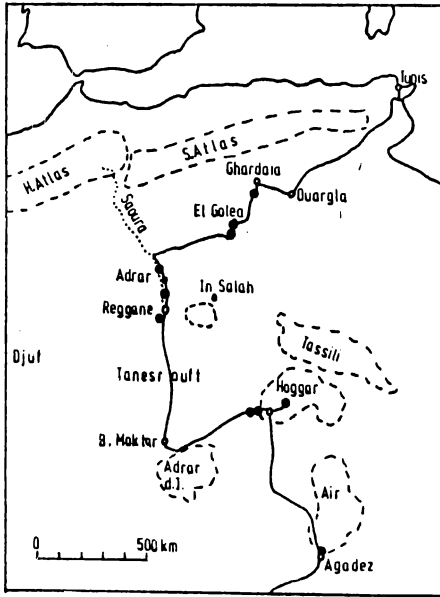 Tunis
S.Atlas
H.Atlas
Ghardaia
Ouargla
Saoura
El Golea
Adrar
In Salah
Reggane
Djuf
Tassili
Tanesr ouft
Hoggar
B. Moktar
Adrar
d.I.
Air
0 500 km
Agadez